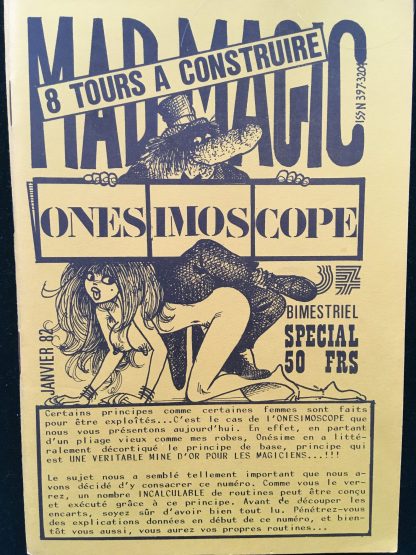 MAD MAGIC
8 TOURS A CONSTRUIRE
ISSN 397-3204
ONESIMOSCOPE
37
BIMESTRIEL
SPECIAL
50 FRS
JANVIER 82
Certains principes comme certaines femmes sont faits
pour être exploités...C'est le cas de l'ONESIMOSCOPE que
nous vous présentons aujourd'hui. En effet, en partant
d'un pliage vieux comme mes robes, Onésime en a litté-
ralement décortiqué le principe de base, principe qui
est UNE VERITABLE MINE D'OR POUR LES MAGICIENS...!!!
Le sujet nous a semblé tellement important que nous a-
vons décidé d'y consacrer ce numéro. Comme vous le ver-
rez, un nombre INCALCULABLE de routines peut être conçu
et exécuté grâce à ce principe. Avant de découper les
encarts, soyez sûr d'avoir bien tout lu. Pénétrez-vous
des explications données en début de ce numéro, et bien-
tôt vous aussi, vous aurez vos propres routines...